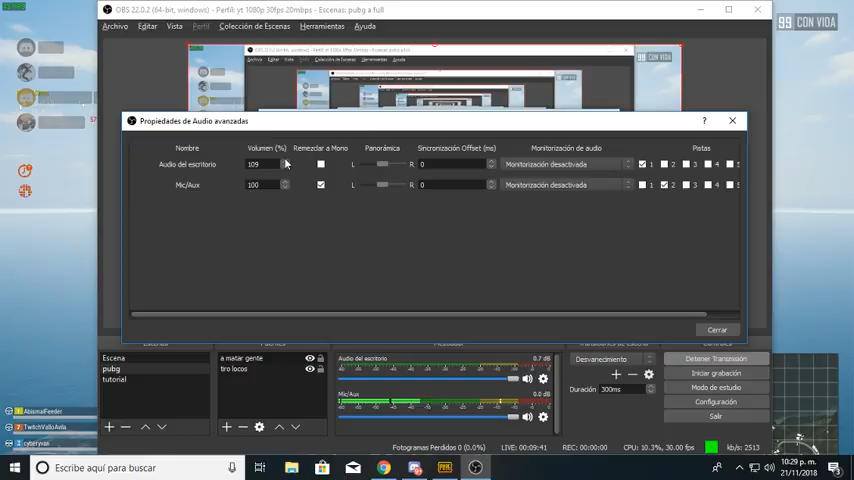 OBS 22.0.2 (64-bit, windows) - Perfil: yt 1080p 30fps 20mbps - Escenas: pubg a full
99 CON VIDA
Archivo Editar Vista Perfil Colección de Escenas Herramientas Ayuda
Propiedades de Audio avanzadas
Nombre Volumen (%) Remezclar a Mono Panorámica Sincronización Offset (ms) Monitorización de audio Pistas
Audio del escritorio 109 L R 0 Monitorización desactivada 1 2 3 4 5
Mic/Aux 100 L R 0 Monitorización desactivada 1 2 3 4 5
Cerrar
Escena
pubg
tutorial
a matar gente
tiro locos
Audio del escritorio 0.7 dB
Mic/Aux 0.0 dB
Desvanecimiento
Duración 300ms
Detener Transmisión
Iniciar grabación
Modo de estudio
Configuración
Salir
AbismalFeeder
TwitchValloAvila
cyberyvan
Fotogramas Perdidos 0 (0.0%) LIVE: 00:09:41 REC: 00:00:00 CPU: 10.3%, 30.00 fps kb/s: 2513
Escribe aquí para buscar
10:29 p. m.
21/11/2018